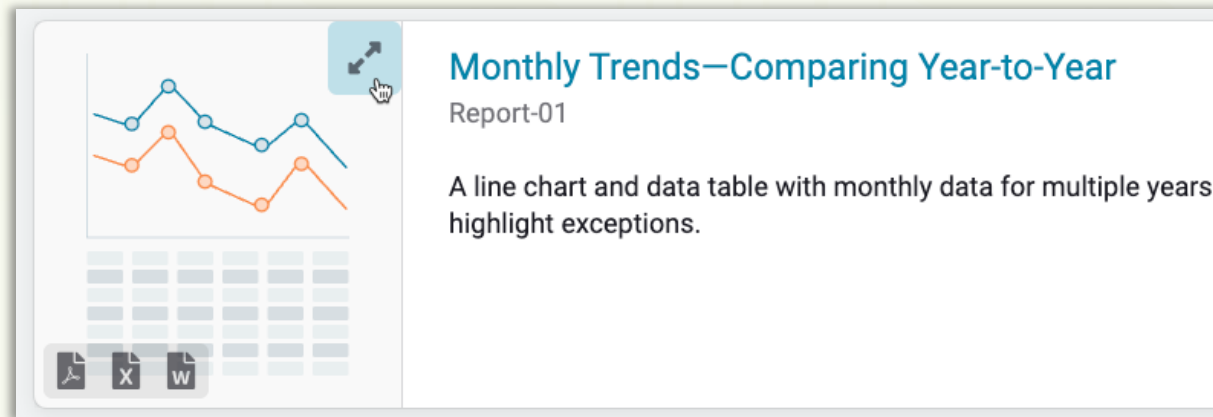 Monthly Trends—Comparing Year-to-Year
Report-01
A line chart and data table with monthly data for multiple years
highlight exceptions.
X
W